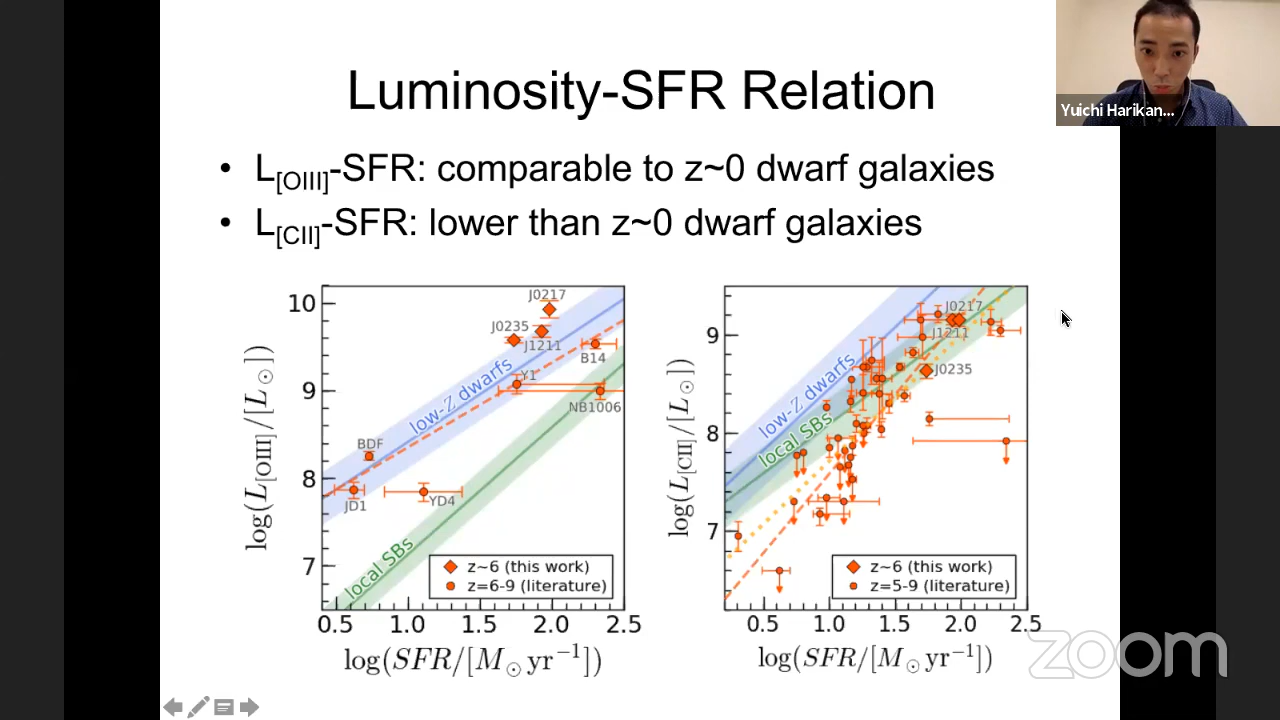 Luminosity-SFR Relation
Yuichi Harikan...
• L[OIII]-SFR: comparable to z~0 dwarf galaxies
• L[CII]-SFR: lower than z~0 dwarf galaxies
log(L[OIII]/[L⊙])
10
9
8
7
0.5 1.0 1.5 2.0 2.5
log(SFR/[M⊙ yr−1])
J0217
J0235
J1211
B14
Y1
NB1006
BDF
JD1
YD4
low-Z dwarfs
local SBs
z~6 (this work)
z=6-9 (literature)
log(L[CII]/[L⊙])
9
8
7
0.5 1.0 1.5 2.0 2.5
log(SFR/[M⊙ yr−1])
J0217
J1211
J0235
low-Z dwarfs
local SBs
z~6 (this work)
z=5-9 (literature)
zoom